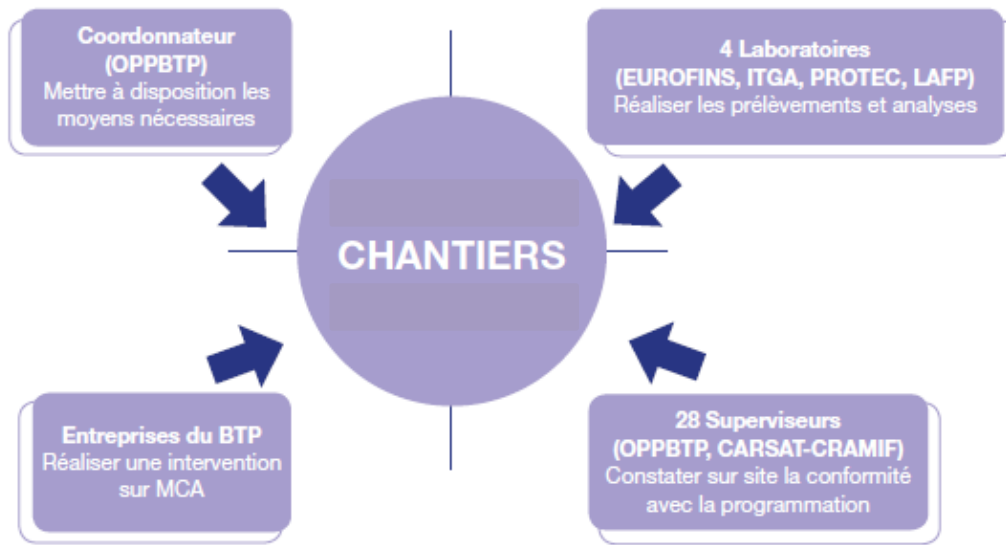 Coordonnateur
(OPPBTP)
Mettre à disposition les
moyens nécessaires
4 Laboratoires
(EUROFINS, ITGA, PROTEC, LAFP)
Réaliser les prélèvements et analyses
CHANTIERS
Entreprises du BTP
Réaliser une intervention
sur MCA
28 Superviseurs
(OPPBTP, CARSAT-CRAMIF)
Constater sur site la conformité
avec la programmation